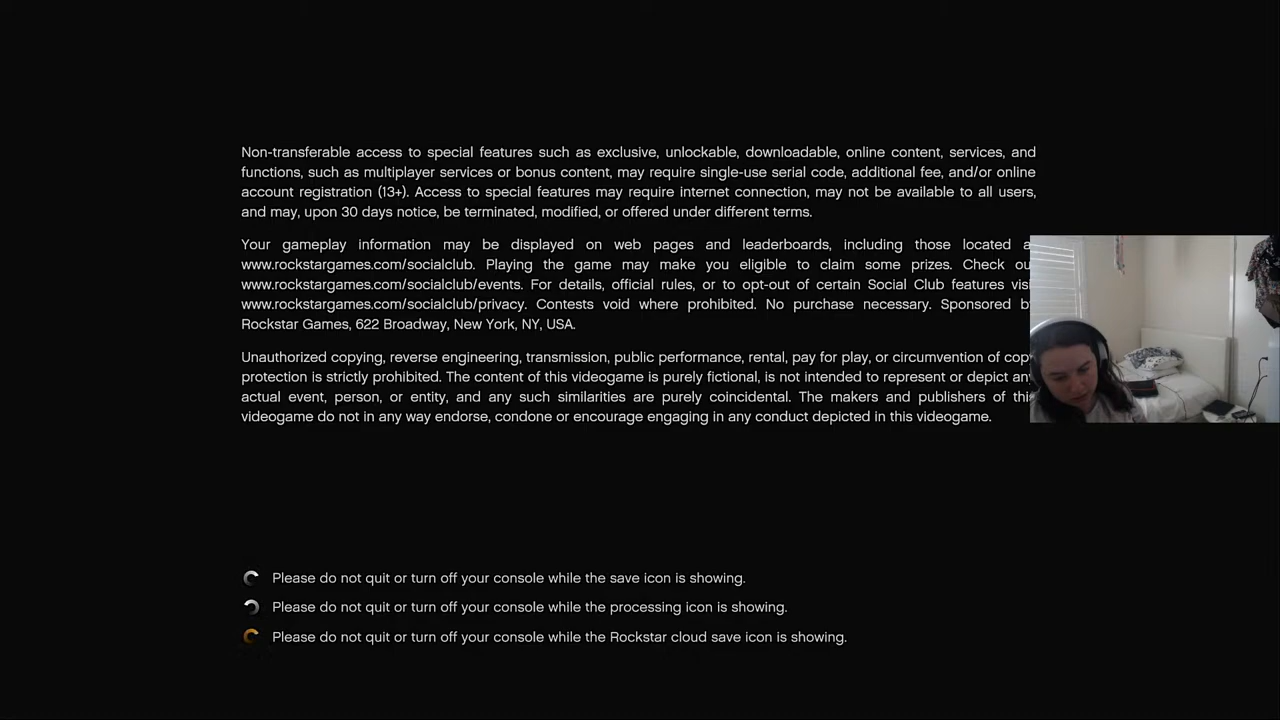 Non-transferable access to special features such as exclusive, unlockable, downloadable, online content, services, and
functions, such as multiplayer services or bonus content, may require single-use serial code, additional fee, and/or online
account registration (13+). Access to special features may require internet connection, may not be available to all users,
and may, upon 30 days notice, be terminated, modified, or offered under different terms.
Your gameplay information may be displayed on web pages and leaderboards, including those located
www.rockstargames.com/socialclub. Playing the game may make you eligible to claim some prizes. Check
www.rockstargames.com/socialclub/events. For details, official rules, or to opt-out of certain Social Club features
www.rockstargames.com/socialclub/privacy. Contests void where prohibited. No purchase necessary. Sponsored
Rockstar Games, 622 Broadway, New York, NY, USA.
Unauthorized copying, reverse engineering, transmission, public performance, rental, pay for play, or circumvention of
protection is strictly prohibited. The content of this videogame is purely fictional, is not intended to represent or depict
actual event, person, or entity, and any such similarities are purely coincidental. The makers and publishers of
videogame do not in any way endorse, condone or encourage engaging in any conduct depicted in this videogame.
Please do not quit or turn off your console while the save icon is showing.
Please do not quit or turn off your console while the processing icon is showing.
Please do not quit or turn off your console while the Rockstar cloud save icon is showing.